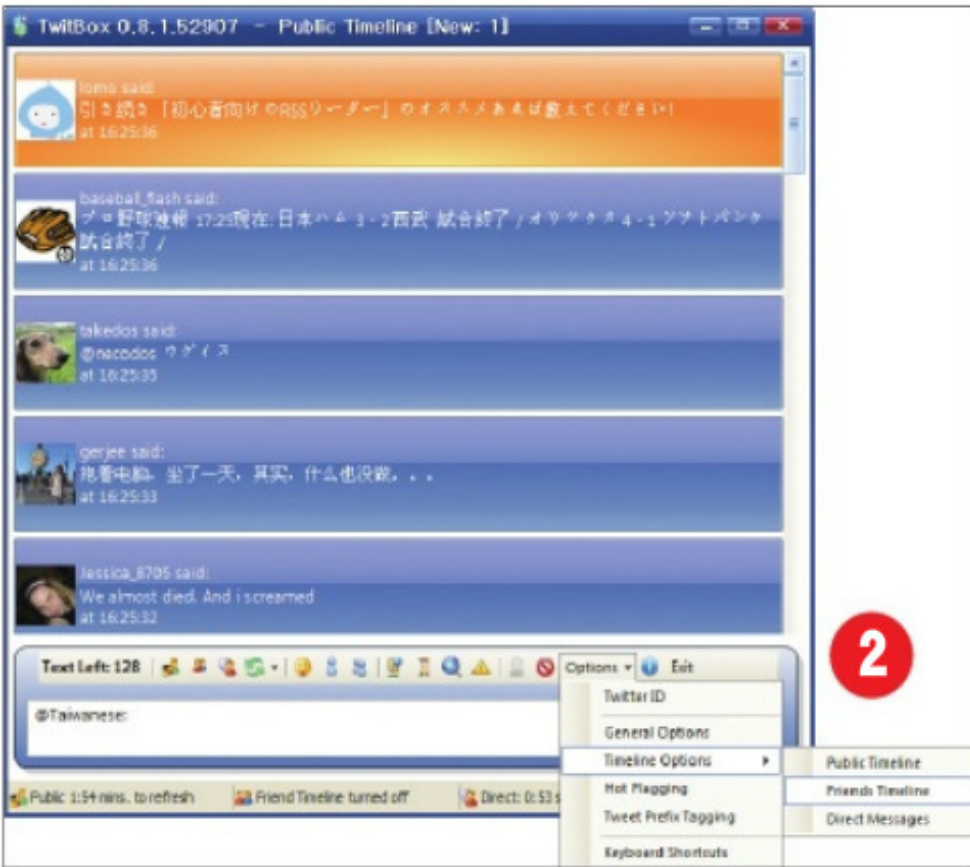 TwitBox 0.8.1.52907 - Public Timeline [New: 1]
lomo said:
引き続き「初心者向けのRSSリーダー」のオススメあれば教えてください!
at 16:25:36
baseball_flash said:
プロ野球速報 17:25現在: 日本ハム 3 - 2西武 試合終了 / オリックス 4 - 1 ソフトバンク
試合終了 /
at 16:25:36
takedos said:
@necodos ウグイス
at 16:25:35
gerjee said:
抱着电脑，坐了一天，其实，什么也没做。。。
at 16:25:33
Jessica_8705 said:
We almost died. And i screamed
at 16:25:32
2
Text Left: 128 Options Exit
@Taiwanese:
Twitter ID
General Options
Timeline Options
Public Timeline
Hot Flagging
Friends Timeline
Tweet Prefix Tagging
Direct Messages
Keyboard Shortcuts
Public 1:54 mins. to refresh Friend Timeline turned off Direct: 0:53 s